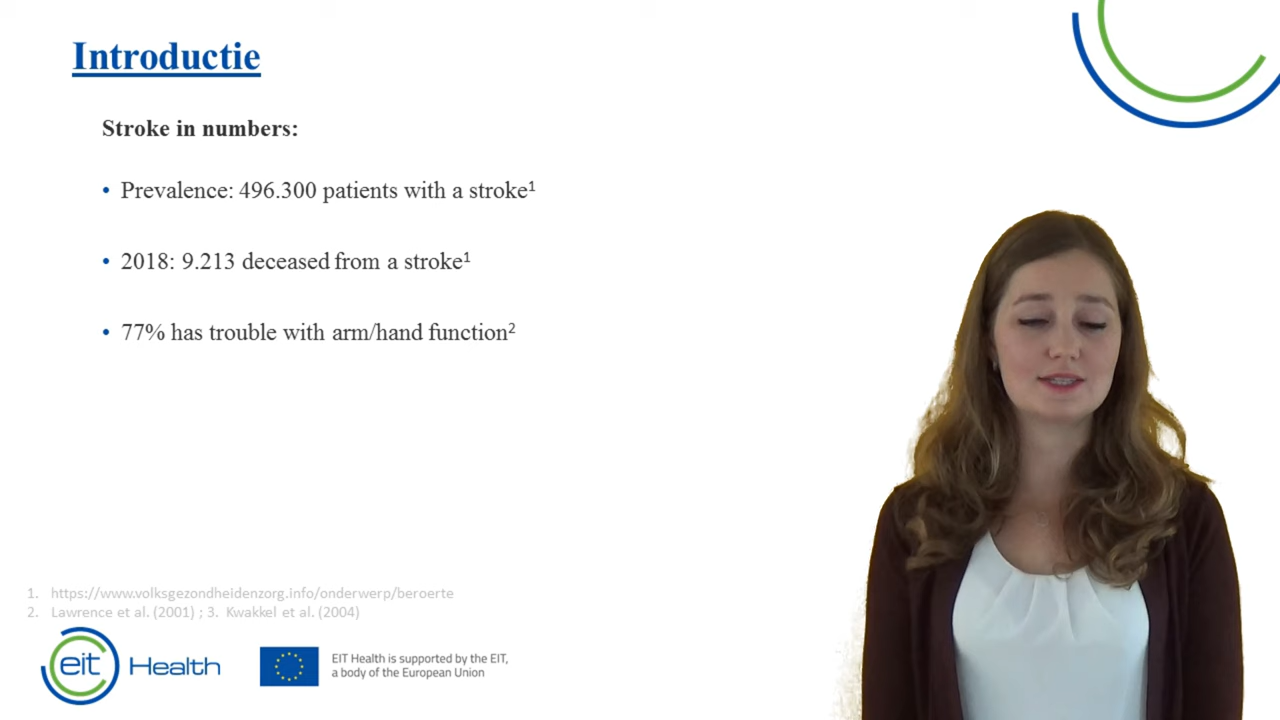 Introductie
Stroke in numbers:
• Prevalence: 496.300 patients with a stroke¹
• 2018: 9.213 deceased from a stroke¹
• 77% has trouble with arm/hand function²
1. https://www.volksgezondheidenzorg.info/onderwerp/beroerte
2. Lawrence et al. (2001) ; 3. Kwakkel et al. (2004)
eit Health
EIT Health is supported by the EIT,
a body of the European Union